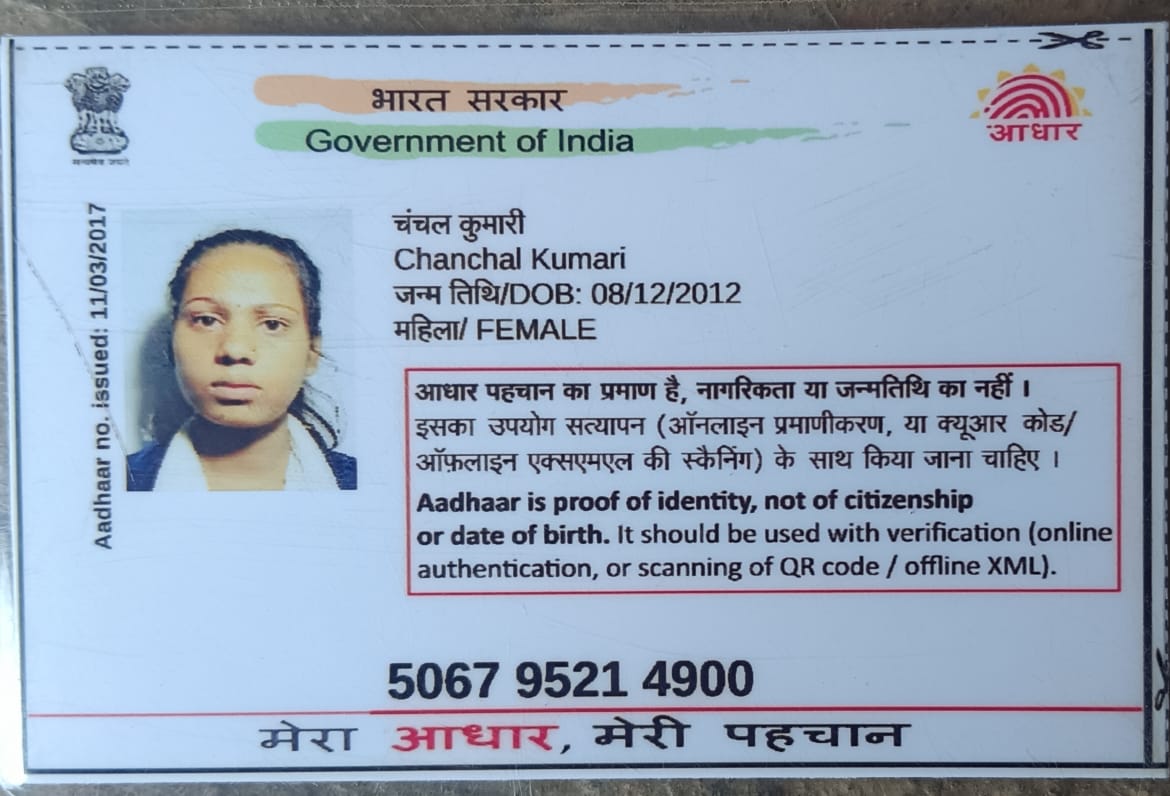 भारत सरकार
Government of India
आधार
सत्यमेव जयते
Aadhaar no. issued: 11/03/2017
चंचल कुमारी
Chanchal Kumari
जन्म तिथि/DOB: 08/12/2012
महिला/ FEMALE
आधार पहचान का प्रमाण है, नागरिकता या जन्मतिथि का नहीं ।
इसका उपयोग सत्यापन (ऑनलाइन प्रमाणीकरण, या क्यूआर कोड/
ऑफ़लाइन एक्सएमएल की स्कैनिंग) के साथ किया जाना चाहिए ।
Aadhaar is proof of identity, not of citizenship
or date of birth. It should be used with verification (online
authentication, or scanning of QR code / offline XML).
5067 9521 4900
मेरा आधार, मेरी पहचान